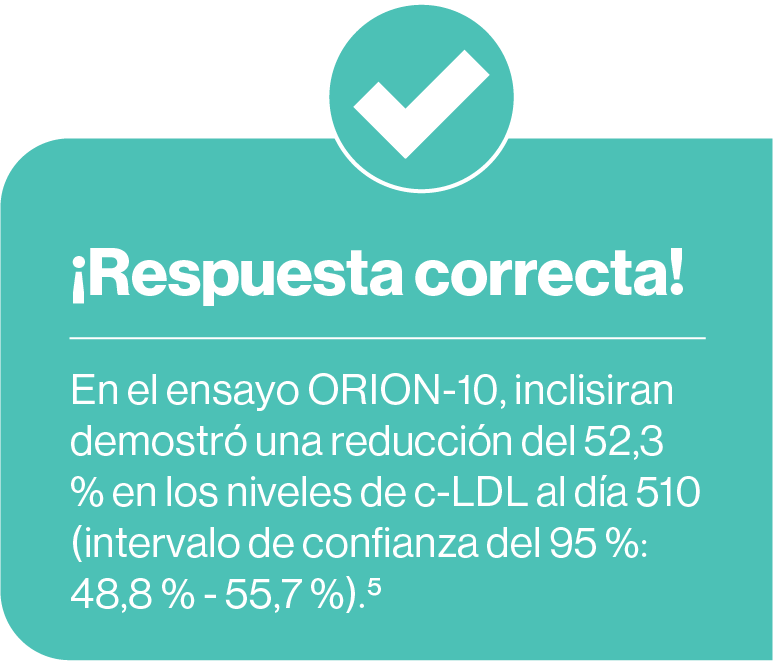 ¡Respuesta correcta!
En el ensayo ORION-10, inclisiran
demostró una reducción del 52,3
% en los niveles de c-LDL al día 510
(intervalo de confianza del 95 %:
48,8 % - 55,7 %).⁵